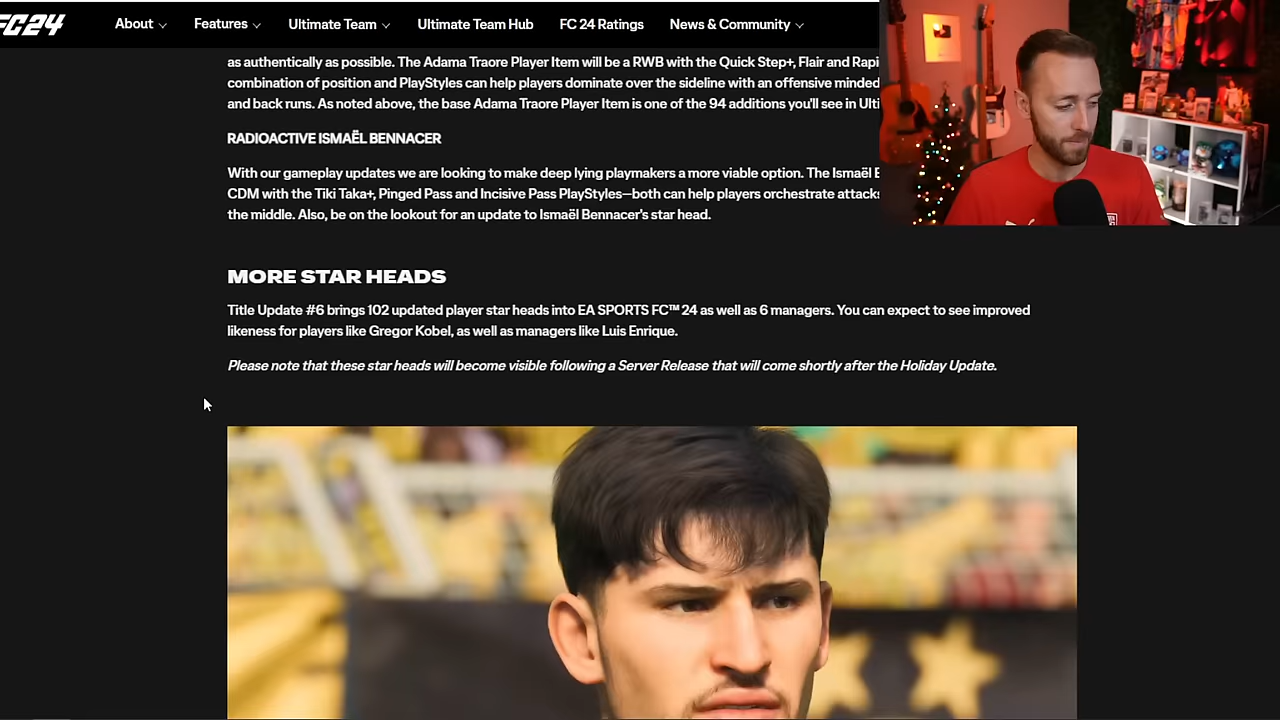 FC24 About Features Ultimate Team Ultimate Team Hub FC 24 Ratings News & Community
as authentically as possible. The Adama Traore Player Item will be a RWB with the Quick Step+, Flair and
combination of position and PlayStyles can help players dominate over the sideline with an offensive minded
and back runs. As noted above, the base Adama Traore Player Item is one of the 94 additions you'll see in
RADIOACTIVE ISMAËL BENNACER
With our gameplay updates we are looking to make deep lying playmakers a more viable option. The Ismaël
CDM with the Tiki Taka+, Pinged Pass and Incisive Pass PlayStyles—both can help players orchestrate attacks
the middle. Also, be on the lookout for an update to Ismaël Bennacer's star head.
MORE STAR HEADS
Title Update #6 brings 102 updated player star heads into EA SPORTS FC™ 24 as well as 6 managers. You can expect to see improved
likeness for players like Gregor Kobel, as well as managers like Luis Enrique.
Please note that these star heads will become visible following a Server Release that will come shortly after the Holiday Update.